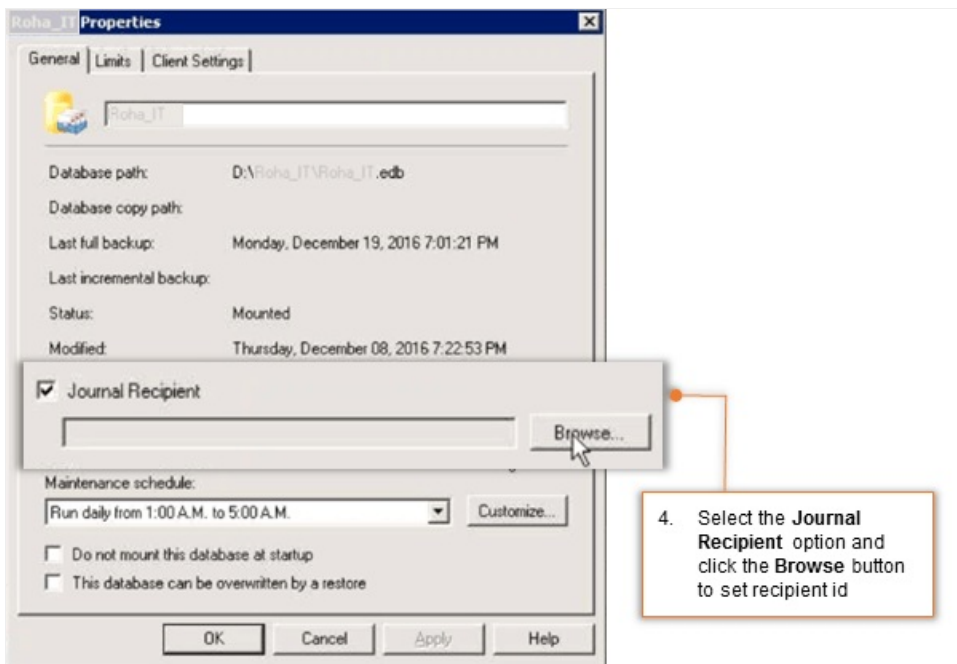 Roha_IT Properties
General Limits Client Settings
Roha_IT
Database path: D:\Roha_IT\Roha_IT.edb
Database copy path:
Last full backup: Monday, December 19, 2016 7:01:21 PM
Last incremental backup:
Status: Mounted
Modified: Thursday, December 08, 2016 7:22:53 PM
Journal Recipient
Browse...
Maintenance schedule:
Run daily from 1:00 A.M. to 5:00 A.M. Customize...
Do not mount this database at startup
This database can be overwritten by a restore
OK Cancel Apply Help
4. Select the Journal
Recipient option and
click the Browse button
to set recipient id